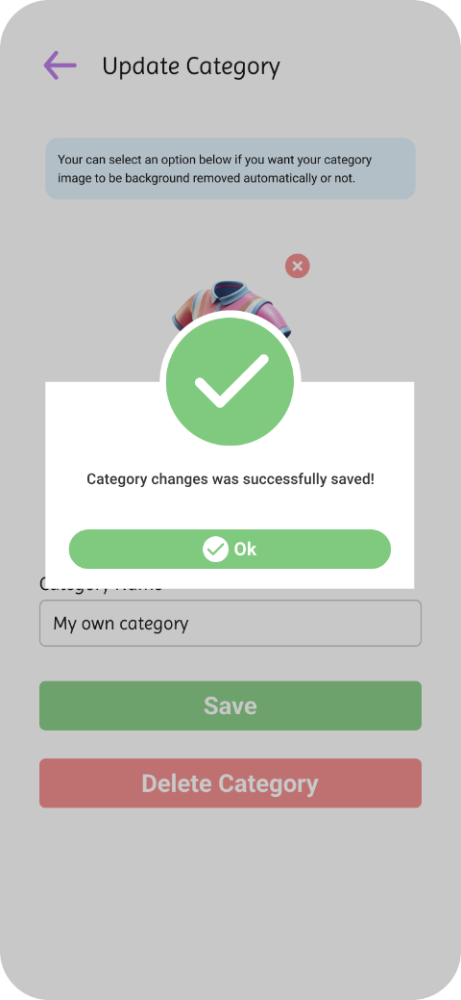 Update Category
Your can select an option below if you want your category
image to be background removed automatically or not.
Category changes was successfully saved!
Ok
Category Name
My own category
Save
Delete Category